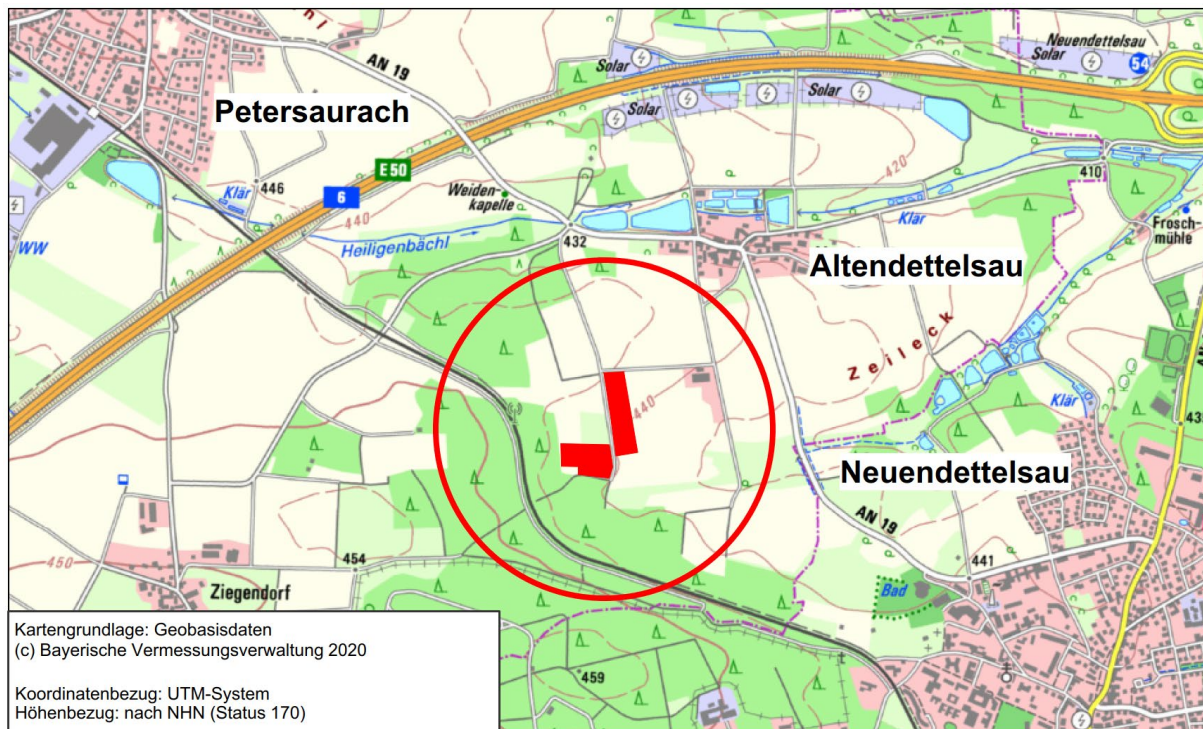 Neuendettelsau
Solar
54
AN 19
Solar
Solar
Solar
Petersaurach
E 50
6
420
410
Klär
446
440
Weiden-
kapelle
Heiligenbächl
432
Klär
Frosch-
mühle
WW
Altendettelsau
Zeileck
440
Klär
Neuendettelsau
AN 19
441
Bad
450
454
Ziegendorf
459
Kartengrundlage: Geobasisdaten
(c) Bayerische Vermessungsverwaltung 2020
Koordinatenbezug: UTM-System
Höhenbezug: nach NHN (Status 170)